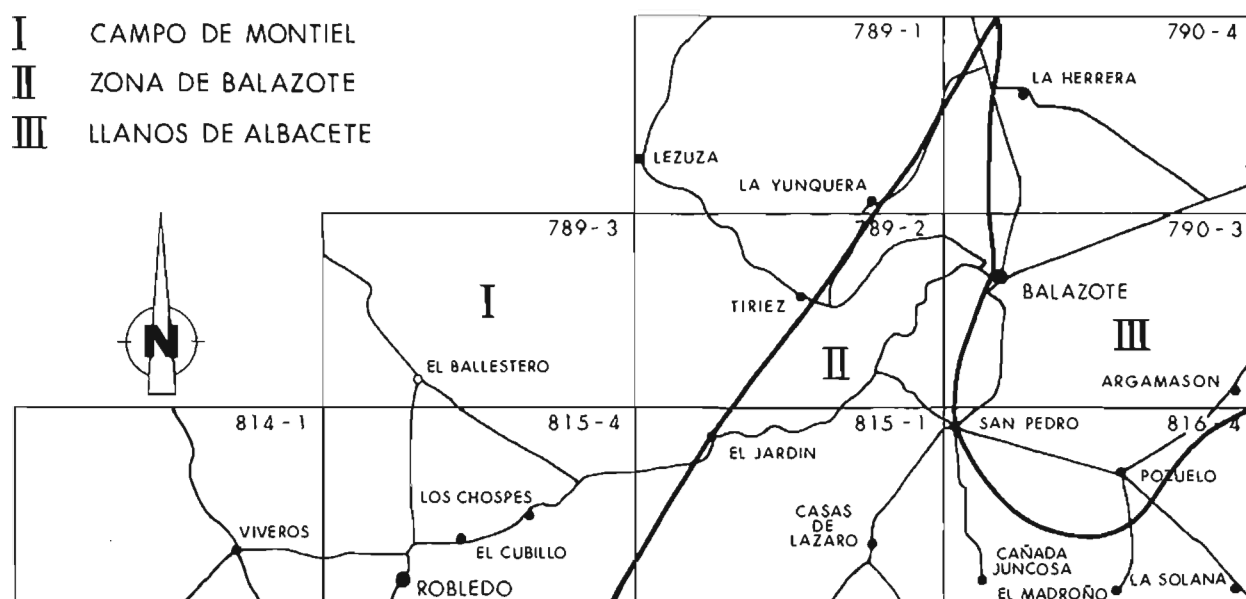 I CAMPO DE MONTIEL
II ZONA DE BALAZOTE
III LLANOS DE ALBACETE
789-1
790-4
LA HERRERA
LEZUZA
LA YUNQUERA
789-3
789-2
790-3
I
TIRIEZ
BALAZOTE
N
II
III
EL BALLESTERO
ARGAMASON
814-1
815-4
815-1
SAN PEDRO
816-4
EL JARDIN
POZUELO
LOS CHOSPES
VIVEROS
EL CUBILLO
CASAS
DE
LAZARO
CAÑADA
JUNCOSA
ROBLEDO
EL MADROÑO
LA SOLANA